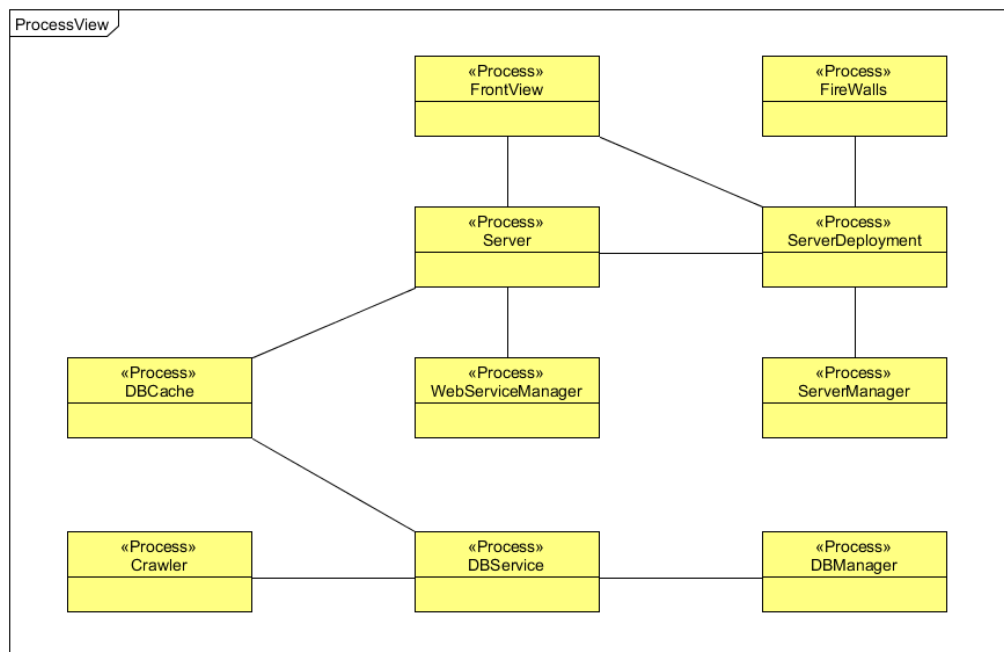 ProcessView
«Process»
FrontView
«Process»
FireWalls
«Process»
Server
«Process»
ServerDeployment
«Process»
DBCache
«Process»
WebServiceManager
«Process»
ServerManager
«Process»
Crawler
«Process»
DBService
«Process»
DBManager